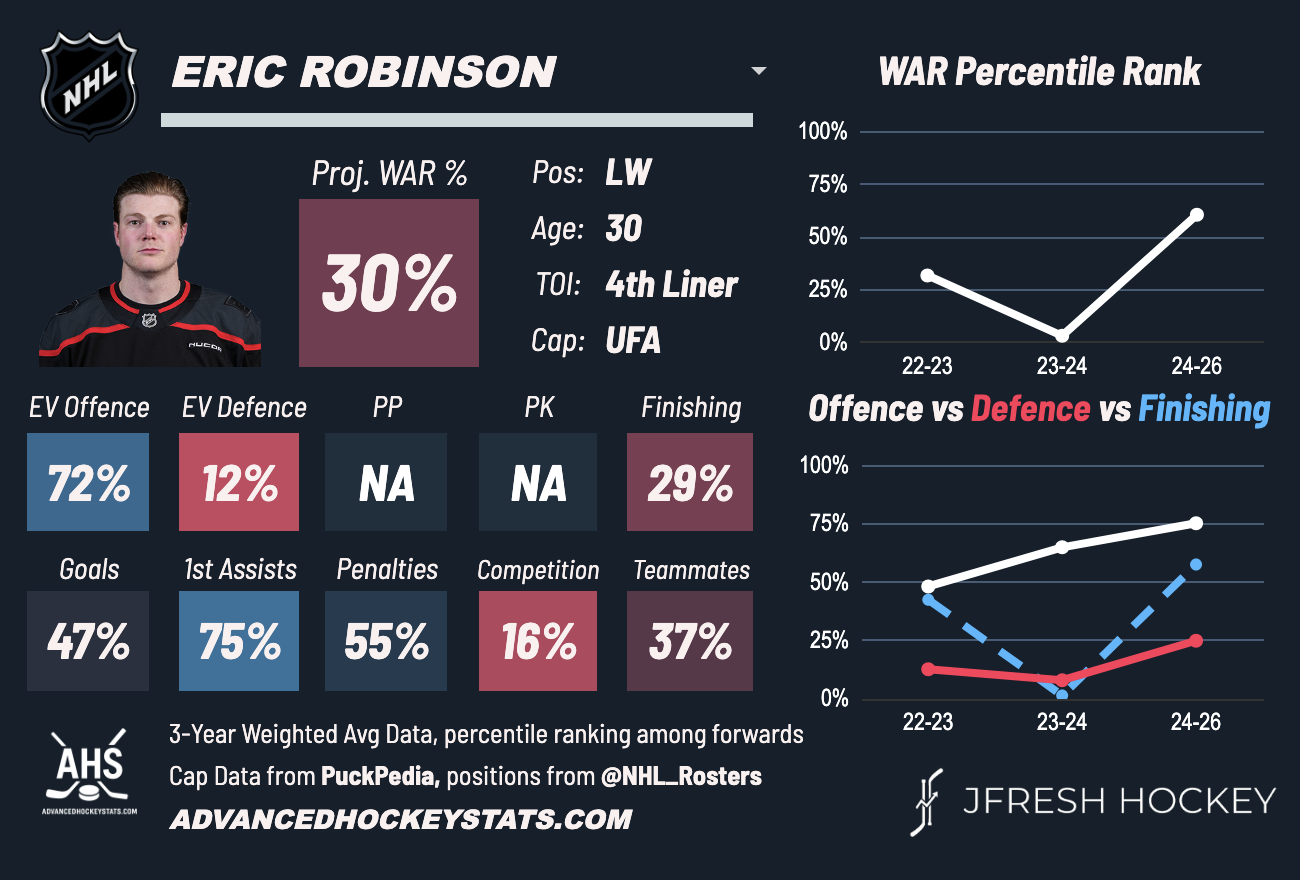 NHL
ERIC ROBINSON
Proj. WAR %
30%
Pos: LW
Age: 30
TOI: 4th Liner
Cap: UFA
NUCOR
EV Offence EV Defence PP PK Finishing
72% 12% NA NA 29%
Goals 1st Assists Penalties Competition Teammates
47% 75% 55% 16% 37%
WAR Percentile Rank
100%
75%
50%
25%
0%
22-23 23-24 24-26
Offence vs Defence vs Finishing
100%
75%
50%
25%
0%
22-23 23-24 24-26
AHS
ADVANCEDHOCKEYSTATS.COM
3-Year Weighted Avg Data, percentile ranking among forwards
Cap Data from PuckPedia, positions from @NHL_Rosters
ADVANCEDHOCKEYSTATS.COM
JFRESH HOCKEY